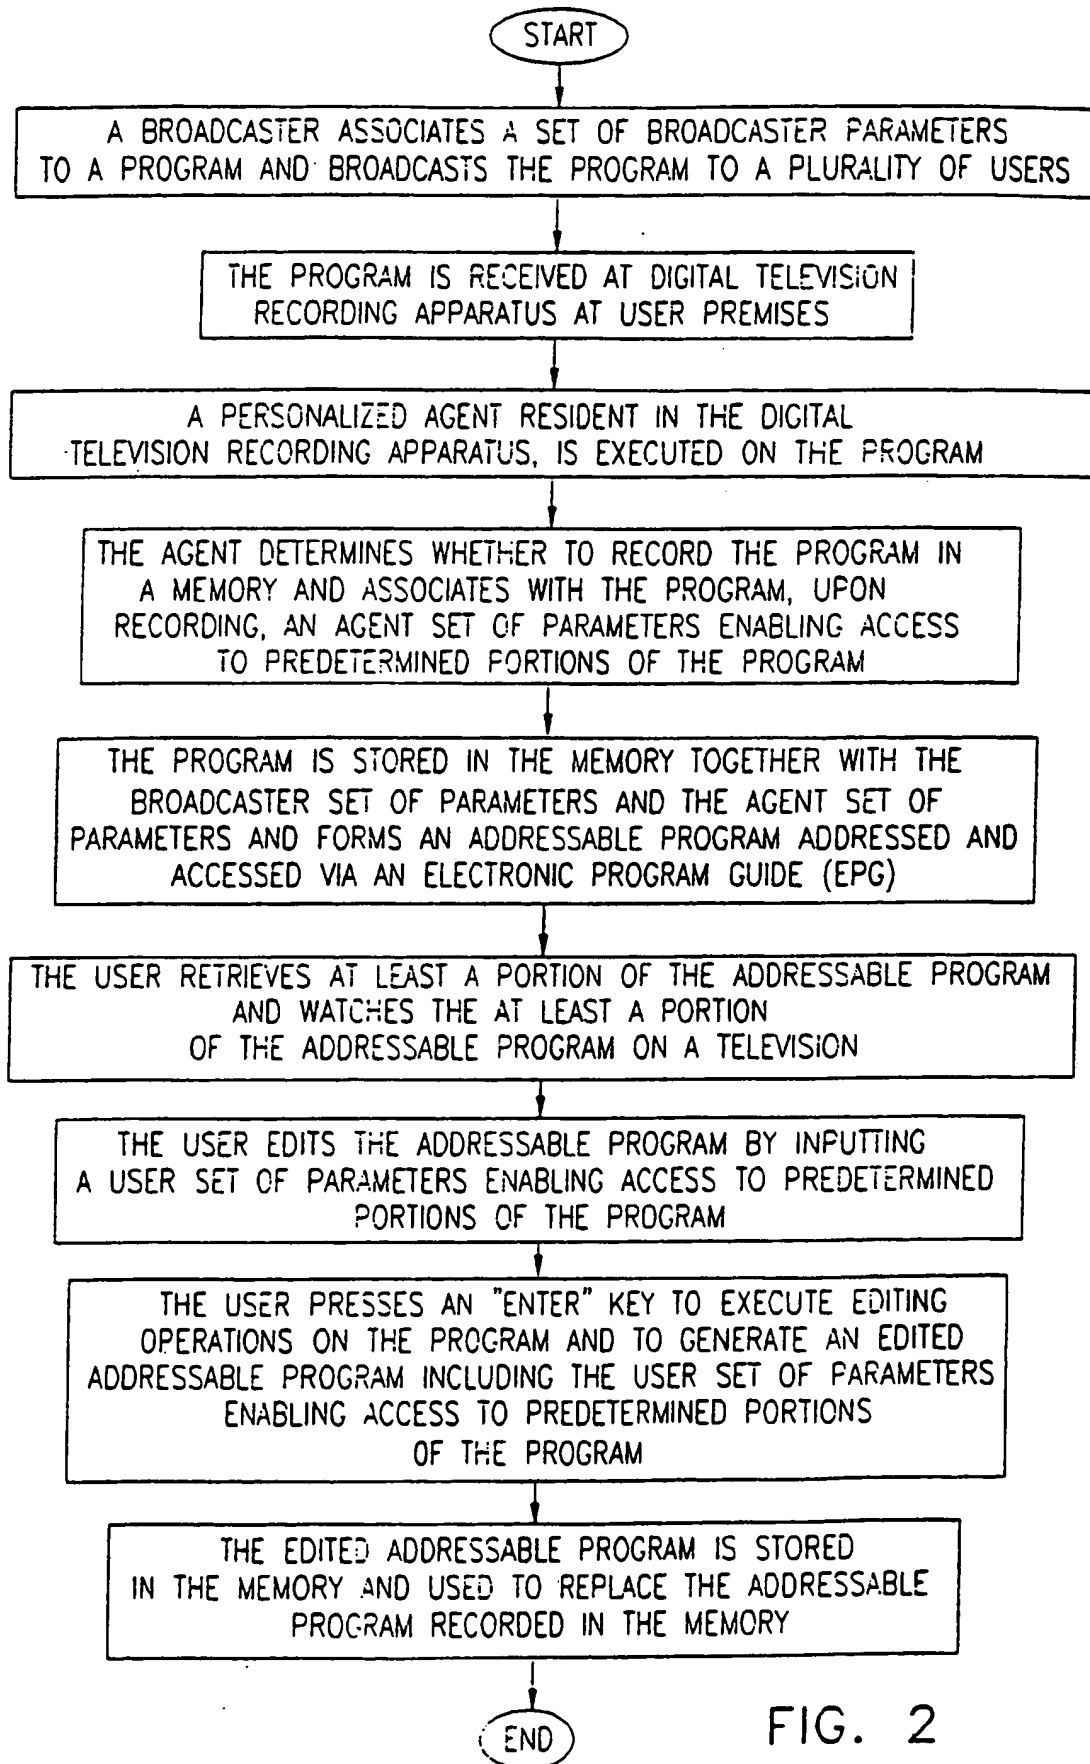 START
A BROADCASTER ASSOCIATES A SET OF BROADCASTER PARAMETERS
TO A PROGRAM AND BROADCASTS THE PROGRAM TO A PLURALITY OF USERS
THE PROGRAM IS RECEIVED AT DIGITAL TELEVISION
RECORDING APPARATUS AT USER PREMISES
A PERSONALIZED AGENT RESIDENT IN THE DIGITAL
TELEVISION RECORDING APPARATUS, IS EXECUTED ON THE PROGRAM
THE AGENT DETERMINES WHETHER TO RECORD THE PROGRAM IN
A MEMORY AND ASSOCIATES WITH THE PROGRAM, UPON
RECORDING, AN AGENT SET OF PARAMETERS ENABLING ACCESS
TO PREDETERMINED PORTIONS OF THE PROGRAM
THE PROGRAM IS STORED IN THE MEMORY TOGETHER WITH THE
BROADCASTER SET OF PARAMETERS AND THE AGENT SET OF
PARAMETERS AND FORMS AN ADDRESSABLE PROGRAM ADDRESSED AND
ACCESSED VIA AN ELECTRONIC PROGRAM GUIDE (EPG)
THE USER RETRIEVES AT LEAST A PORTION OF THE ADDRESSABLE PROGRAM
AND WATCHES THE AT LEAST A PORTION
OF THE ADDRESSABLE PROGRAM ON A TELEVISION
THE USER EDITS THE ADDRESSABLE PROGRAM BY INPUTTING
A USER SET OF PARAMETERS ENABLING ACCESS TO PREDETERMINED
PORTIONS OF THE PROGRAM
THE USER PRESSES AN "ENTER" KEY TO EXECUTE EDITING
OPERATIONS ON THE PROGRAM AND TO GENERATE AN EDITED
ADDRESSABLE PROGRAM INCLUDING THE USER SET OF PARAMETERS
ENABLING ACCESS TO PREDETERMINED PORTIONS
OF THE PROGRAM
THE EDITED ADDRESSABLE PROGRAM IS STORED
IN THE MEMORY AND USED TO REPLACE THE ADDRESSABLE
PROGRAM RECORDED IN THE MEMORY
END
FIG. 2